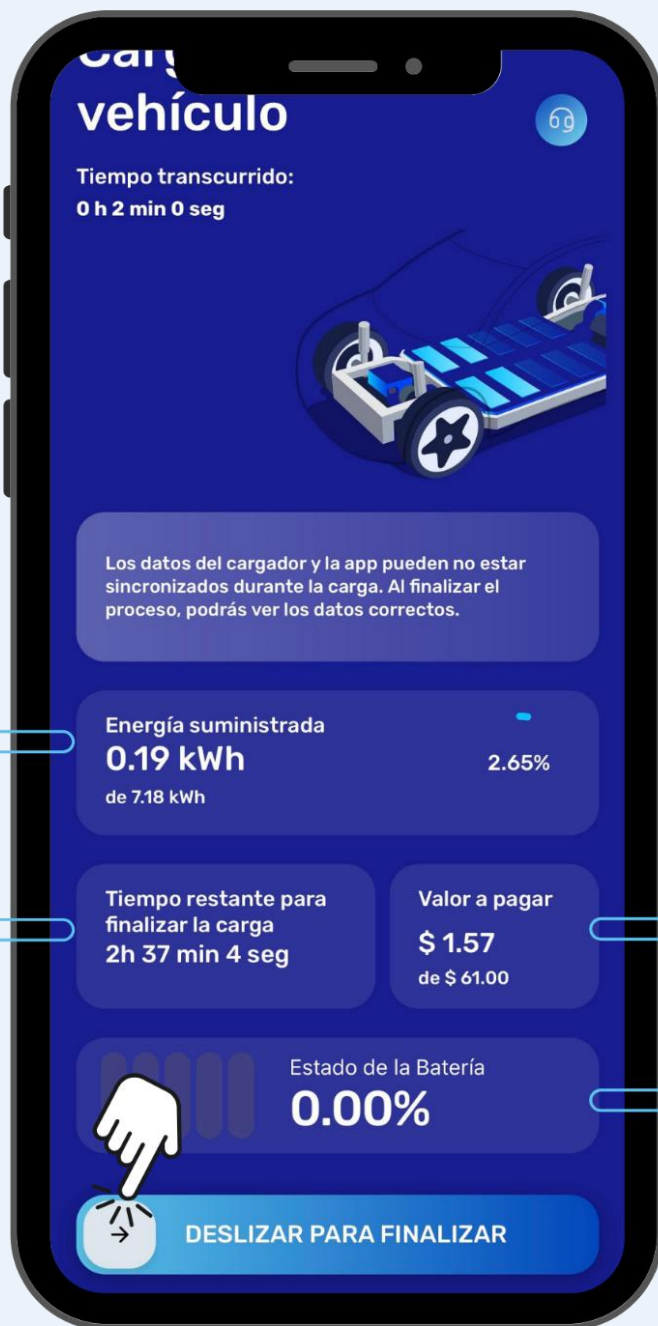 vehículo
Tiempo transcurrido:
0 h 2 min 0 seg
Los datos del cargador y la app pueden no estar
sincronizados durante la carga. Al finalizar el
proceso, podrás ver los datos correctos.
Energía suministrada
0.19 kWh
2.65%
de 7.18 kWh
Tiempo restante para
finalizar la carga
2h 37 min 4 seg
Valor a pagar
$ 1.57
de $ 61.00
Estado de la Batería
0.00%
DESLIZAR PARA FINALIZAR